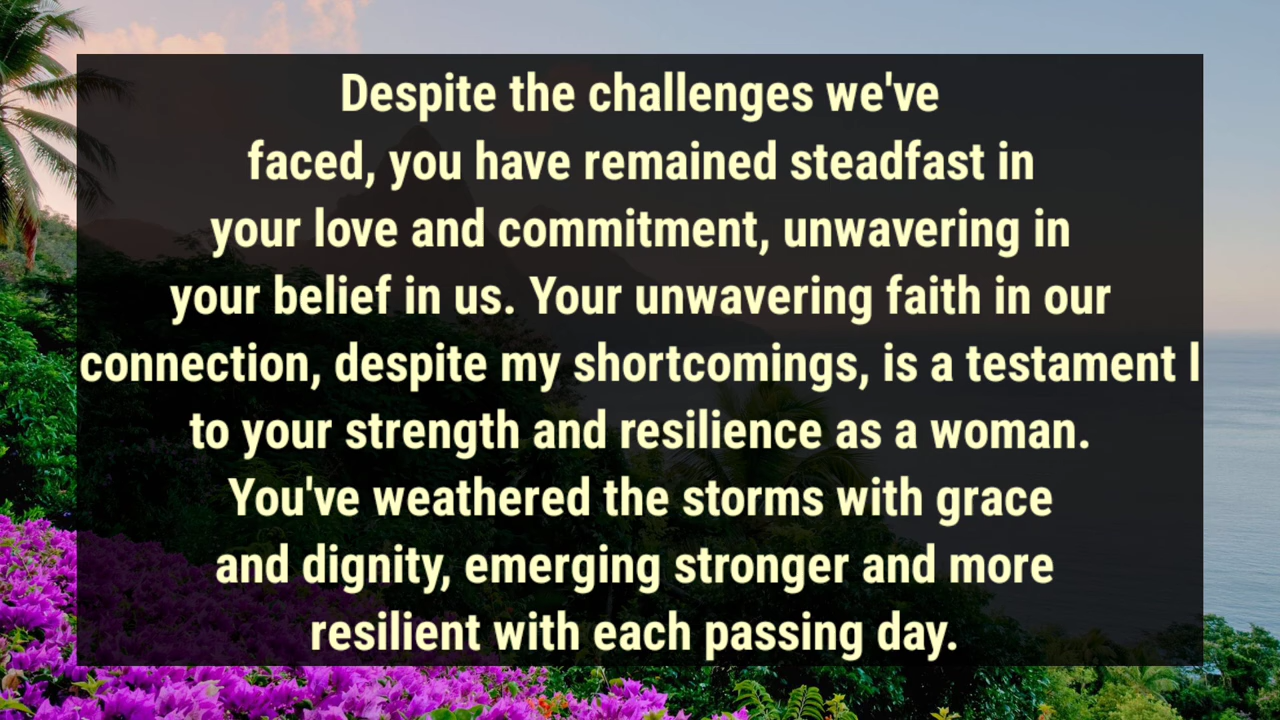 Despite the challenges we've
faced, you have remained steadfast in
your love and commitment, unwavering in
your belief in us. Your unwavering faith in our
connection, despite my shortcomings, is a testament l
to your strength and resilience as a woman.
You've weathered the storms with grace
and dignity, emerging stronger and more
resilient with each passing day.